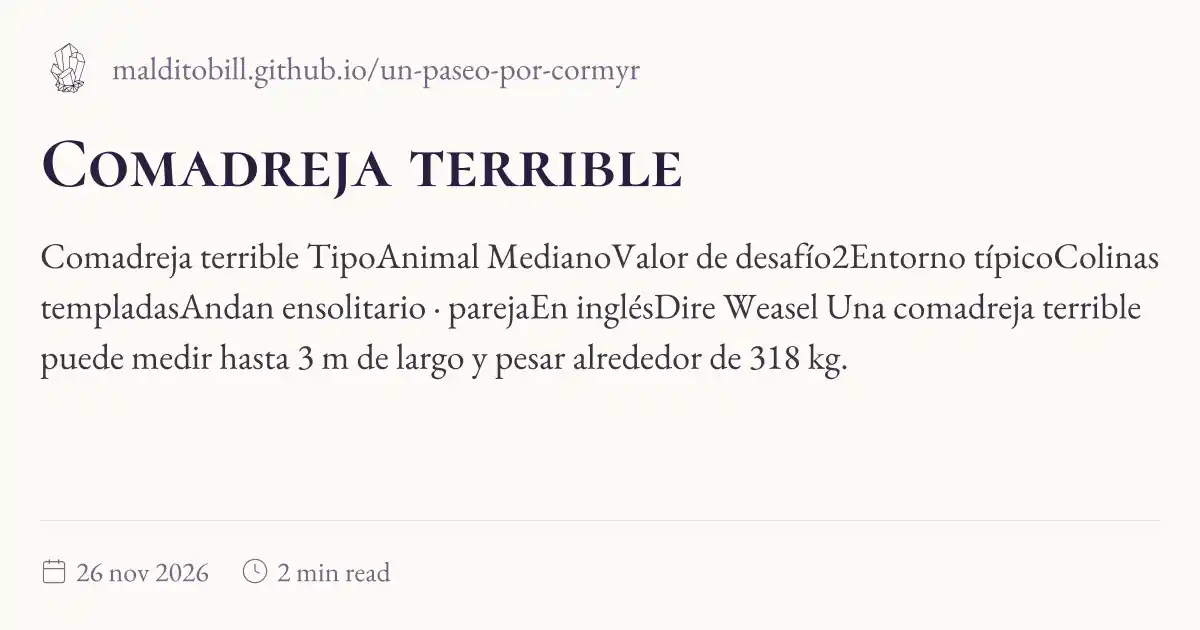 malditobill.github.io/un-paseo-por-cormyr
Comadreja terrible
Comadreja terrible TipoAnimal MedianoValor de desafío2Entorno típicoColinas
templadasAndan ensolitario · parejaEn inglésDire Weasel Una comadreja terrible
puede medir hasta 3 m de largo y pesar alrededor de 318 kg.
26 nov 2026 2 min read